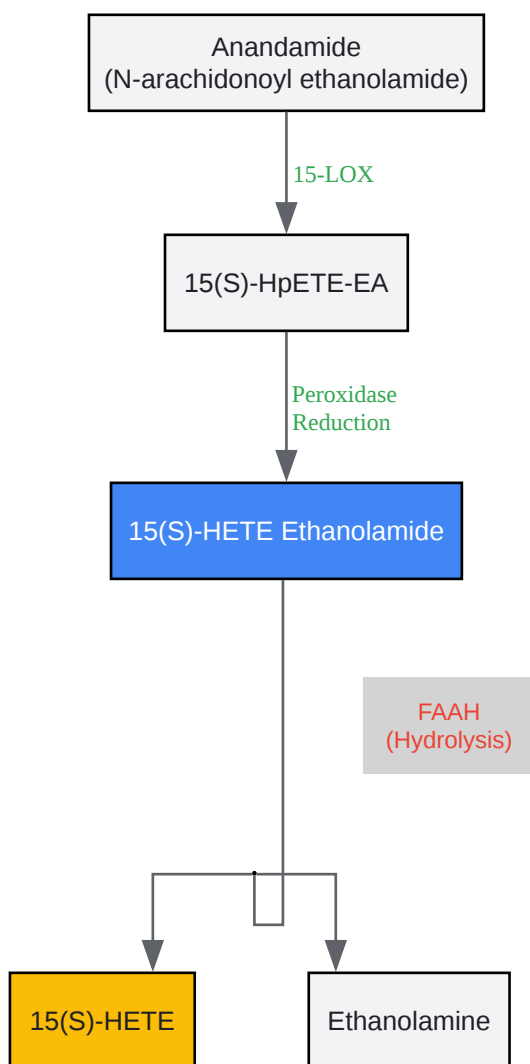 Anandamide
(N-arachidonoyl ethanolamide)
15-LOX
15(S)-HpETE-EA
Peroxidase
Reduction
15(S)-HETE Ethanolamide
FAAH
(Hydrolysis)
15(S)-HETE
Ethanolamine